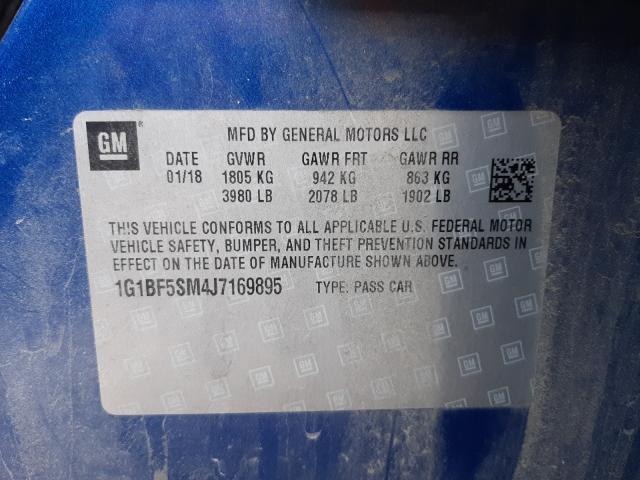 GM
MFD BY GENERAL MOTORS LLC
DATE GVWR GAWR FRT GAWR RR
01/18 1805 KG 942 KG 863 KG
3980 LB 2078 LB 1902 LB
THIS VEHICLE CONFORMS TO ALL APPLICABLE U.S. FEDERAL MOTOR
VEHICLE SAFETY, BUMPER, AND THEFT PREVENTION STANDARDS IN
EFFECT ON THE DATE OF MANUFACTURE SHOWN ABOVE.
1G1BF5SM4J7169895 TYPE: PASS CAR